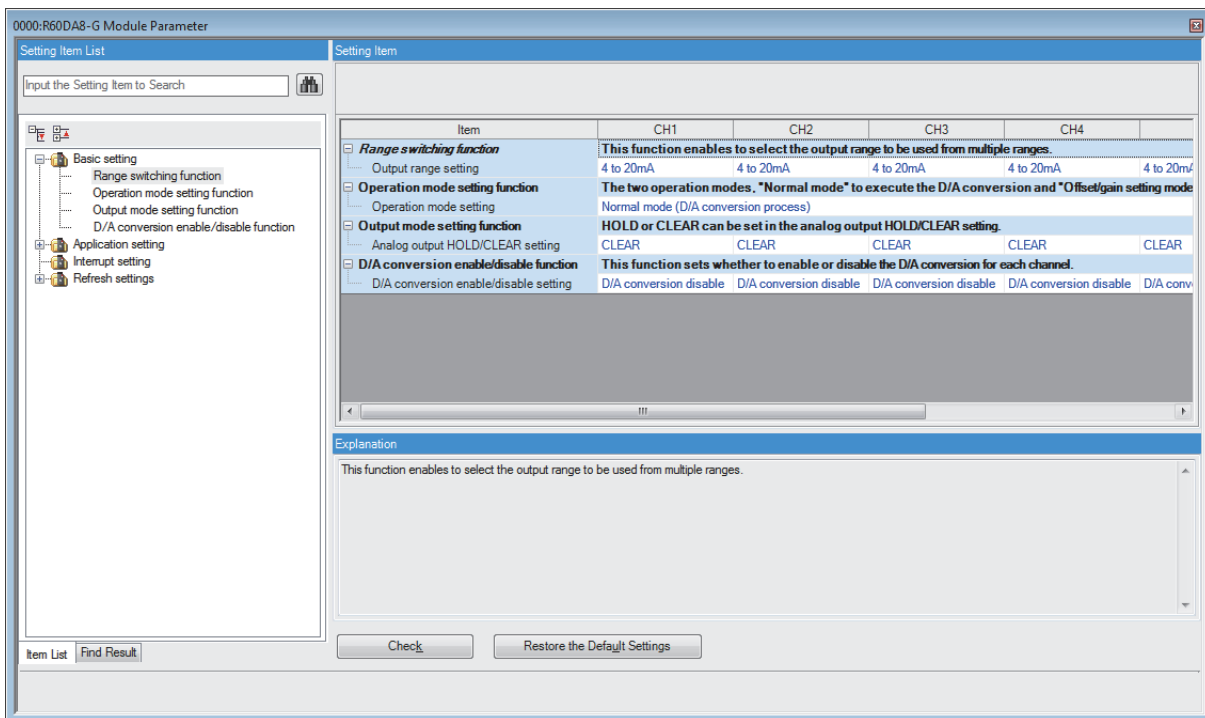 0000:R60DA8-G Module Parameter
Setting Item List
Input the Setting Item to Search
Basic setting
Range switching function
Operation mode setting function
Output mode setting function
D/A conversion enable/disable function
Application setting
Interrupt setting
Refresh settings
Item List Find Result
Setting Item
Item CH1 CH2 CH3 CH4
Range switching function This function enables to select the output range to be used from multiple ranges.
Output range setting 4 to 20mA 4 to 20mA 4 to 20mA 4 to 20mA 4 to 20mA
Operation mode setting function The two operation modes, "Normal mode" to execute the D/A conversion and "Offset/gain setting mode
Operation mode setting Normal mode (D/A conversion process)
Output mode setting function HOLD or CLEAR can be set in the analog output HOLD/CLEAR setting.
Analog output HOLD/CLEAR setting CLEAR CLEAR CLEAR CLEAR CLEAR
D/A conversion enable/disable function This function sets whether to enable or disable the D/A conversion for each channel.
D/A conversion enable/disable setting D/A conversion disable D/A conversion disable D/A conversion disable D/A conversion disable D/A conv
Explanation
This function enables to select the output range to be used from multiple ranges.
Check Restore the Default Settings